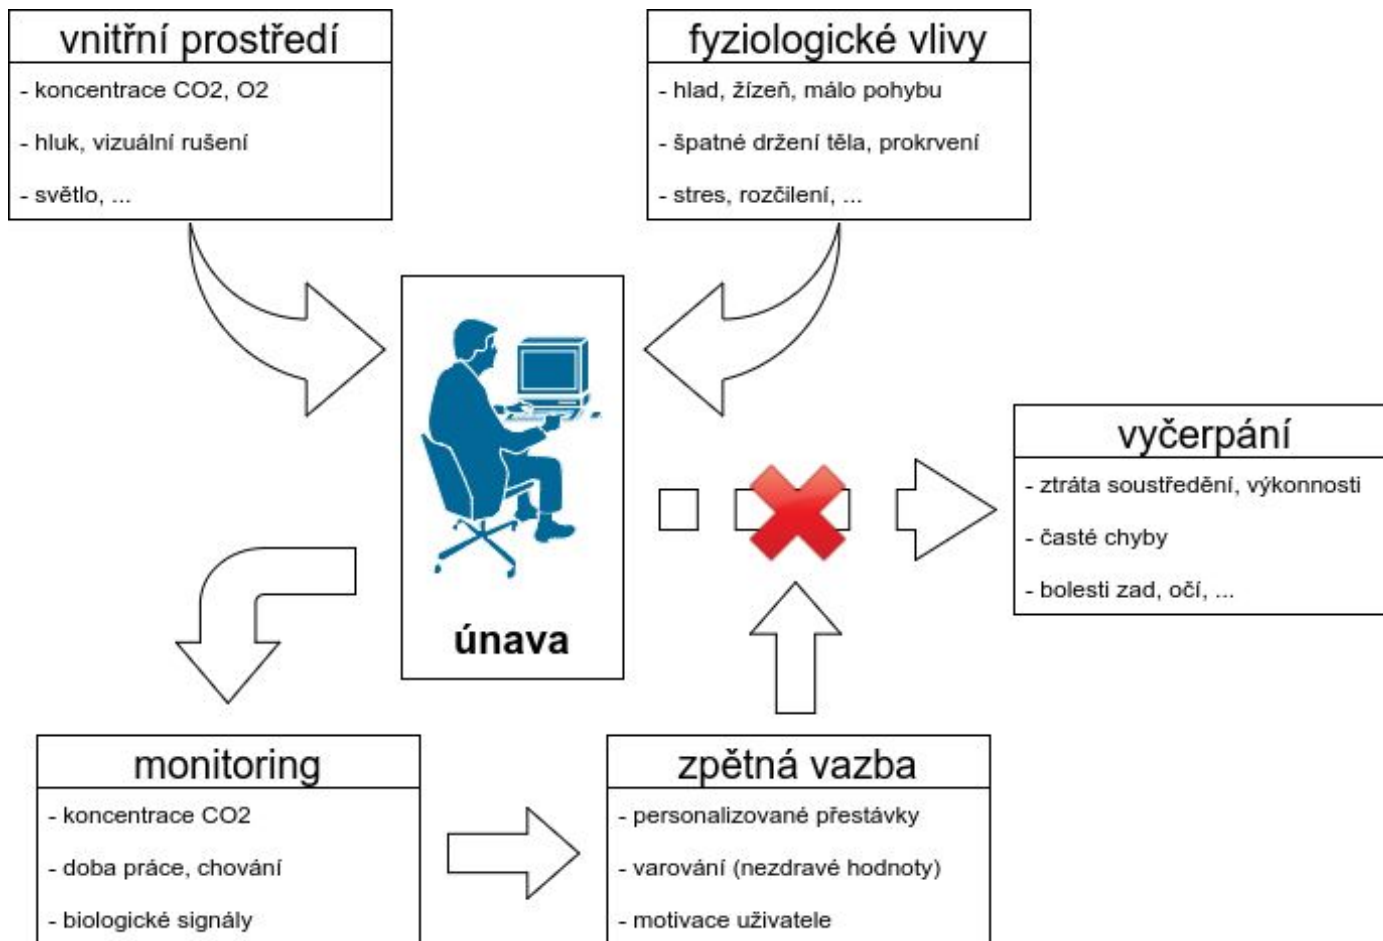 vnitřní prostředí
- koncentrace CO2, O2
- hluk, vizuální rušení
- světlo, ...
fyziologické vlivy
- hlad, žízeň, málo pohybu
- špatné držení těla, prokrvení
- stres, rozčilení, ...
únava
vyčerpání
- ztráta soustředění, výkonnosti
- časté chyby
- bolesti zad, očí, ...
monitoring
- koncentrace CO2
- doba práce, chování
- biologické signály
zpětná vazba
- personalizované přestávky
- varování (nezdravé hodnoty)
- motivace uživatele